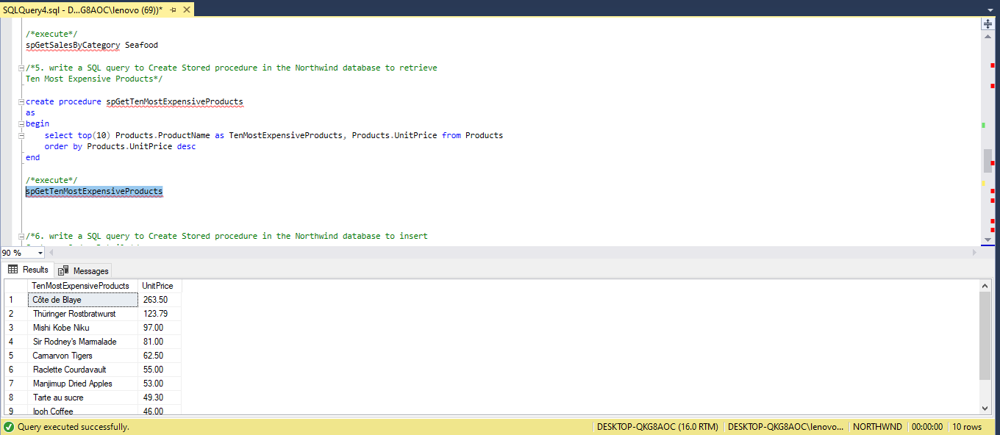 SQLQuery4.sql - D...G8AOC\lenovo (69))*
/*execute*/
spGetSalesByCategory Seafood
/*5. write a SQL query to Create Stored procedure in the Northwind database to retrieve
Ten Most Expensive Products*/
create procedure spGetTenMostExpensiveProducts
as
begin
select top(10) Products.ProductName as TenMostExpensiveProducts, Products.UnitPrice from Products
order by Products.UnitPrice desc
end
/*execute*/
spGetTenMostExpensiveProducts
/*6. write a SQL query to Create Stored procedure in the Northwind database to insert
90 %
Results Messages
TenMostExpensiveProducts UnitPrice
1 Côte de Blaye 263.50
2 Thüringer Rostbratwurst 123.79
3 Mishi Kobe Niku 97.00
4 Sir Rodney's Marmalade 81.00
5 Carnarvon Tigers 62.50
6 Raclette Courdavault 55.00
7 Manjimup Dried Apples 53.00
8 Tarte au sucre 49.30
9 Ipoh Coffee 46.00
Query executed successfully. DESKTOP-QKG8AOC (16.0 RTM) DESKTOP-QKG8AOC\lenovo... NORTHWND 00:00:00 10 rows